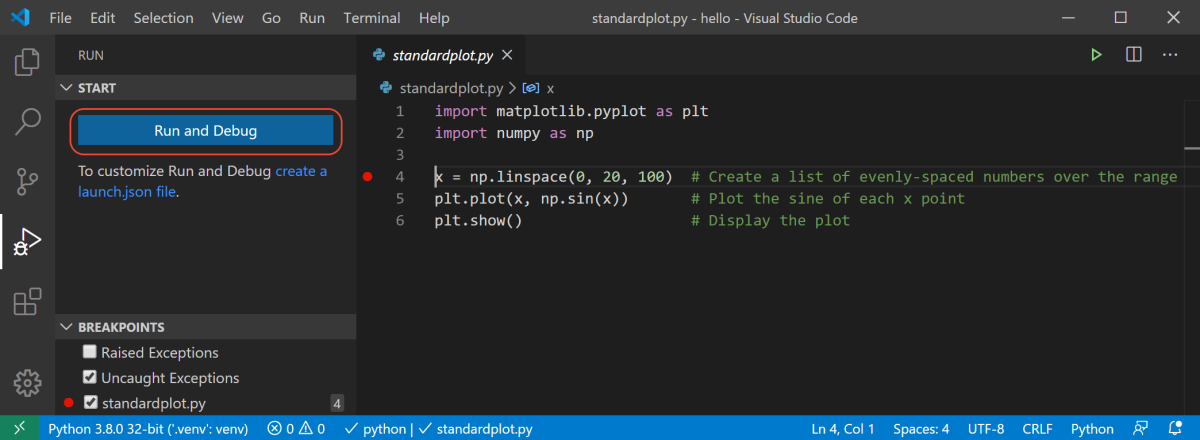 File Edit Selection View Go Run Terminal Help standardplot.py - hello - Visual Studio Code
RUN
START
Run and Debug
To customize Run and Debug create a
launch.json file.
BREAKPOINTS
Raised Exceptions
Uncaught Exceptions
standardplot.py 4
standardplot.py
standardplot.py > x
1 import matplotlib.pyplot as plt
2 import numpy as np
3
4 x = np.linspace(0, 20, 100)  # Create a list of evenly-spaced numbers over the range
5 plt.plot(x, np.sin(x))       # Plot the sine of each x point
6 plt.show()                   # Display the plot
Python 3.8.0 32-bit ('.venv': venv) 0 0 python | standardplot.py Ln 4, Col 1 Spaces: 4 UTF-8 CRLF Python